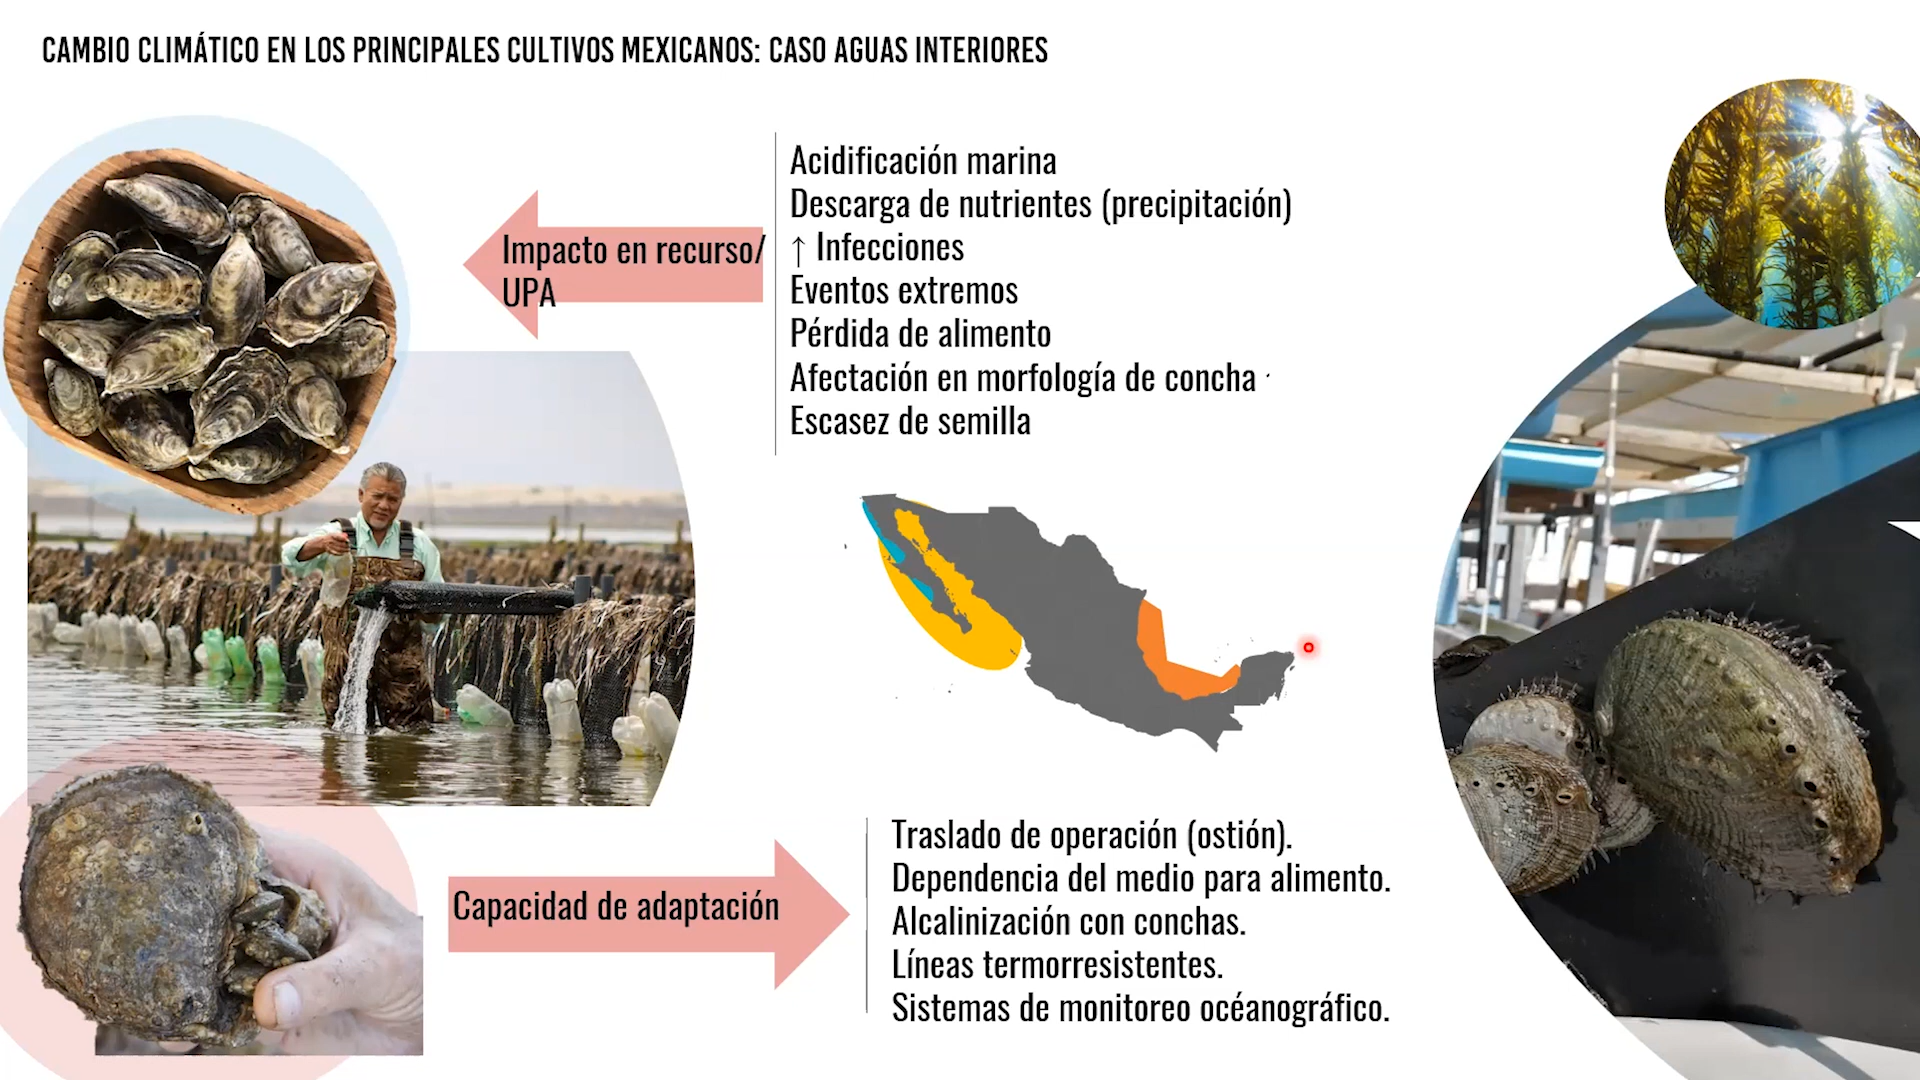 CAMBIO CLIMÁTICO EN LOS PRINCIPALES CULTIVOS MEXICANOS: CASO AGUAS INTERIORES
Impacto en recurso/
UPA
Acidificación marina
Descarga de nutrientes (precipitación)
↑ Infecciones
Eventos extremos
Pérdida de alimento
Afectación en morfología de concha
Escasez de semilla
Capacidad de adaptación
Traslado de operación (ostión).
Dependencia del medio para alimento.
Alcalinización con conchas.
Líneas termorresistentes.
Sistemas de monitoreo océanográfico.